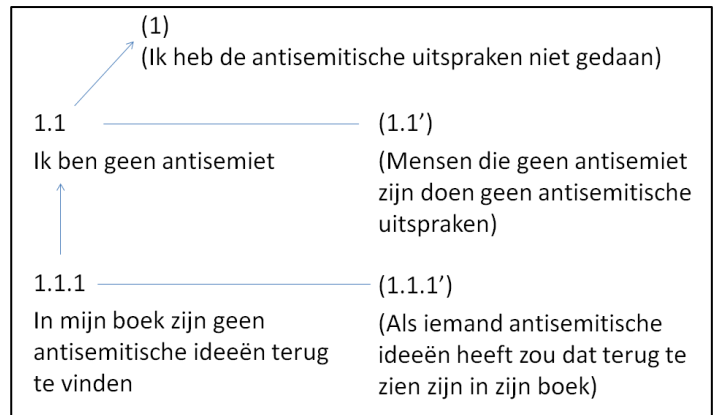 (1)
(Ik heb de antisemitische uitspraken niet gedaan)
1.1
(1.1’)
Ik ben geen antisemiet
(Mensen die geen antisemiet
zijn doen geen antisemitische
uitspraken)
1.1.1
(1.1.1’)
In mijn boek zijn geen
antisemitische ideeën terug
te vinden
(Als iemand antisemitische
ideeën heeft zou dat terug te
zien zijn in zijn boek)